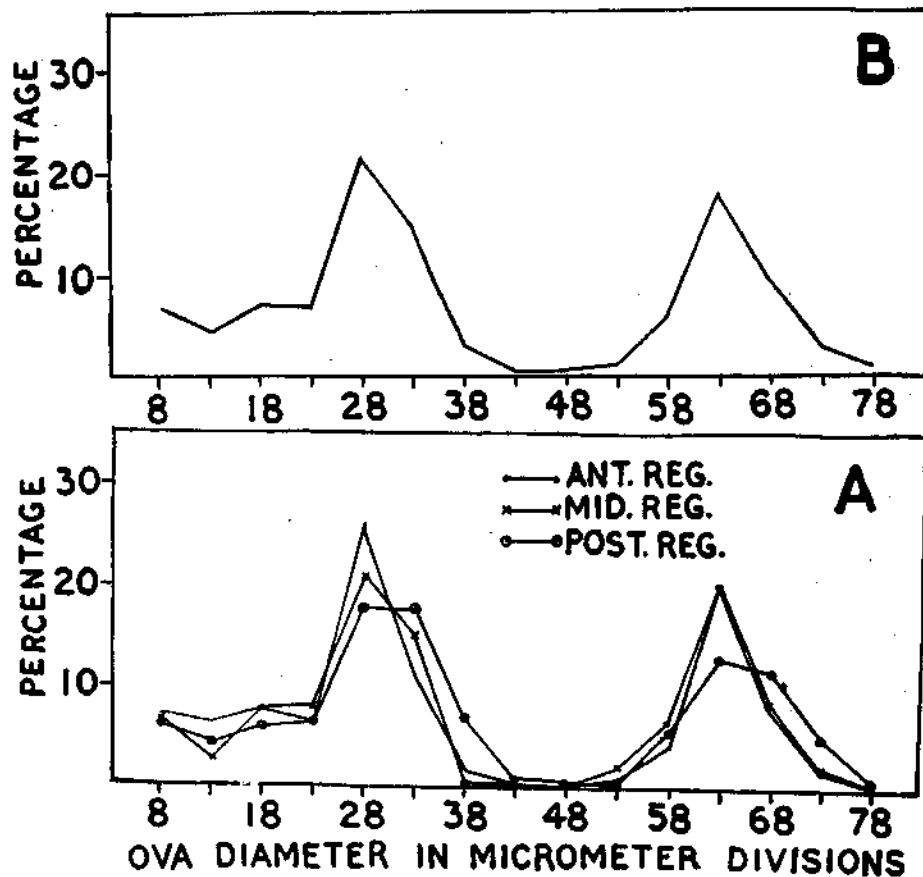 B
PERCENTAGE
30
20
10
8 18 28 38 48 58 68 78
A
ANT. REG.
MID. REG.
POST. REG.
PERCENTAGE
30
20
10
8 18 28 38 48 58 68 78
OVA DIAMETER IN MICROMETER DIVISIONS